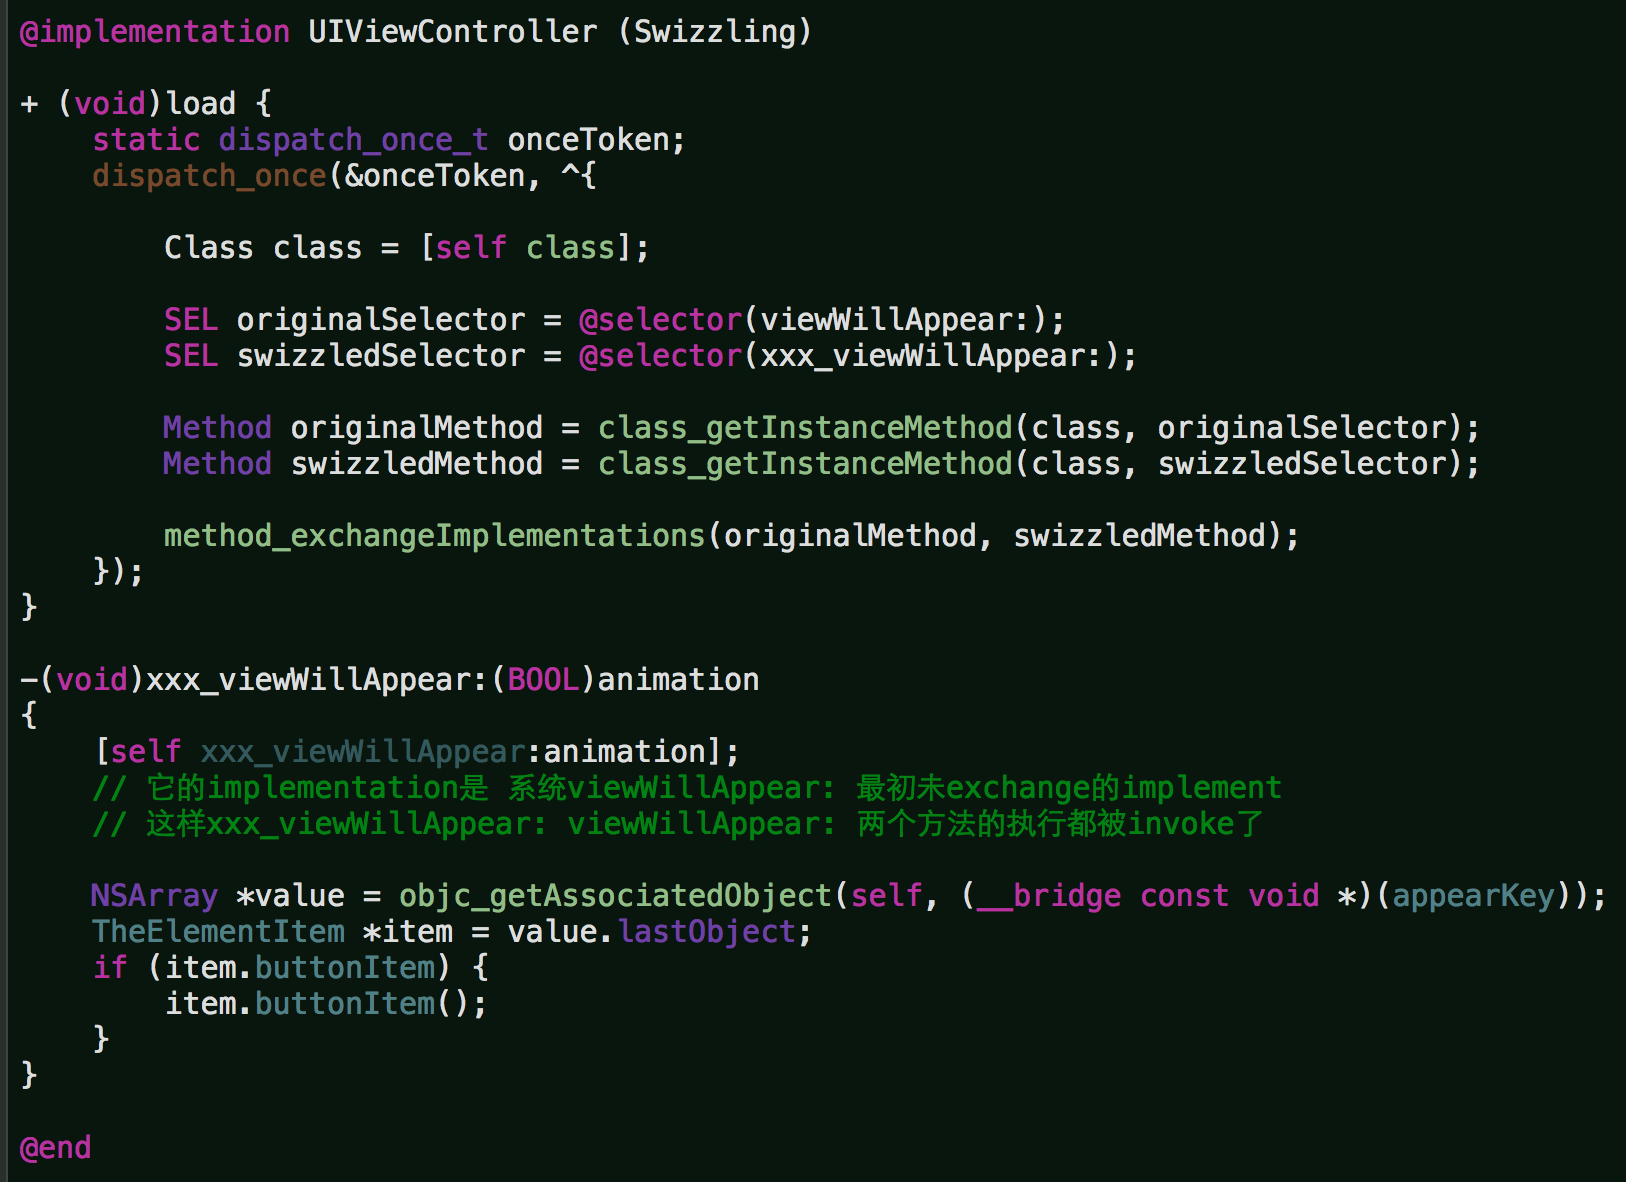 @implementation UIViewController (Swizzling)
+ (void)load {
static dispatch_once_t onceToken;
dispatch_once(&onceToken, ^{
Class class = [self class];
SEL originalSelector = @selector(viewWillAppear:);
SEL swizzledSelector = @selector(xxx_viewWillAppear:);
Method originalMethod = class_getInstanceMethod(class, originalSelector);
Method swizzledMethod = class_getInstanceMethod(class, swizzledSelector);
method_exchangeImplementations(originalMethod, swizzledMethod);
});
}
-(void)xxx_viewWillAppear:(BOOL)animation
{
[self xxx_viewWillAppear:animation];
// 它的implementation是 系统viewWillAppear: 最初未exchange的implement
// 这样xxx_viewWillAppear: viewWillAppear: 两个方法的执行都被invoke了
NSArray *value = objc_getAssociatedObject(self, (__bridge const void *)(appearKey));
TheElementItem *item = value.lastObject;
if (item.buttonItem) {
item.buttonItem();
}
}
@end